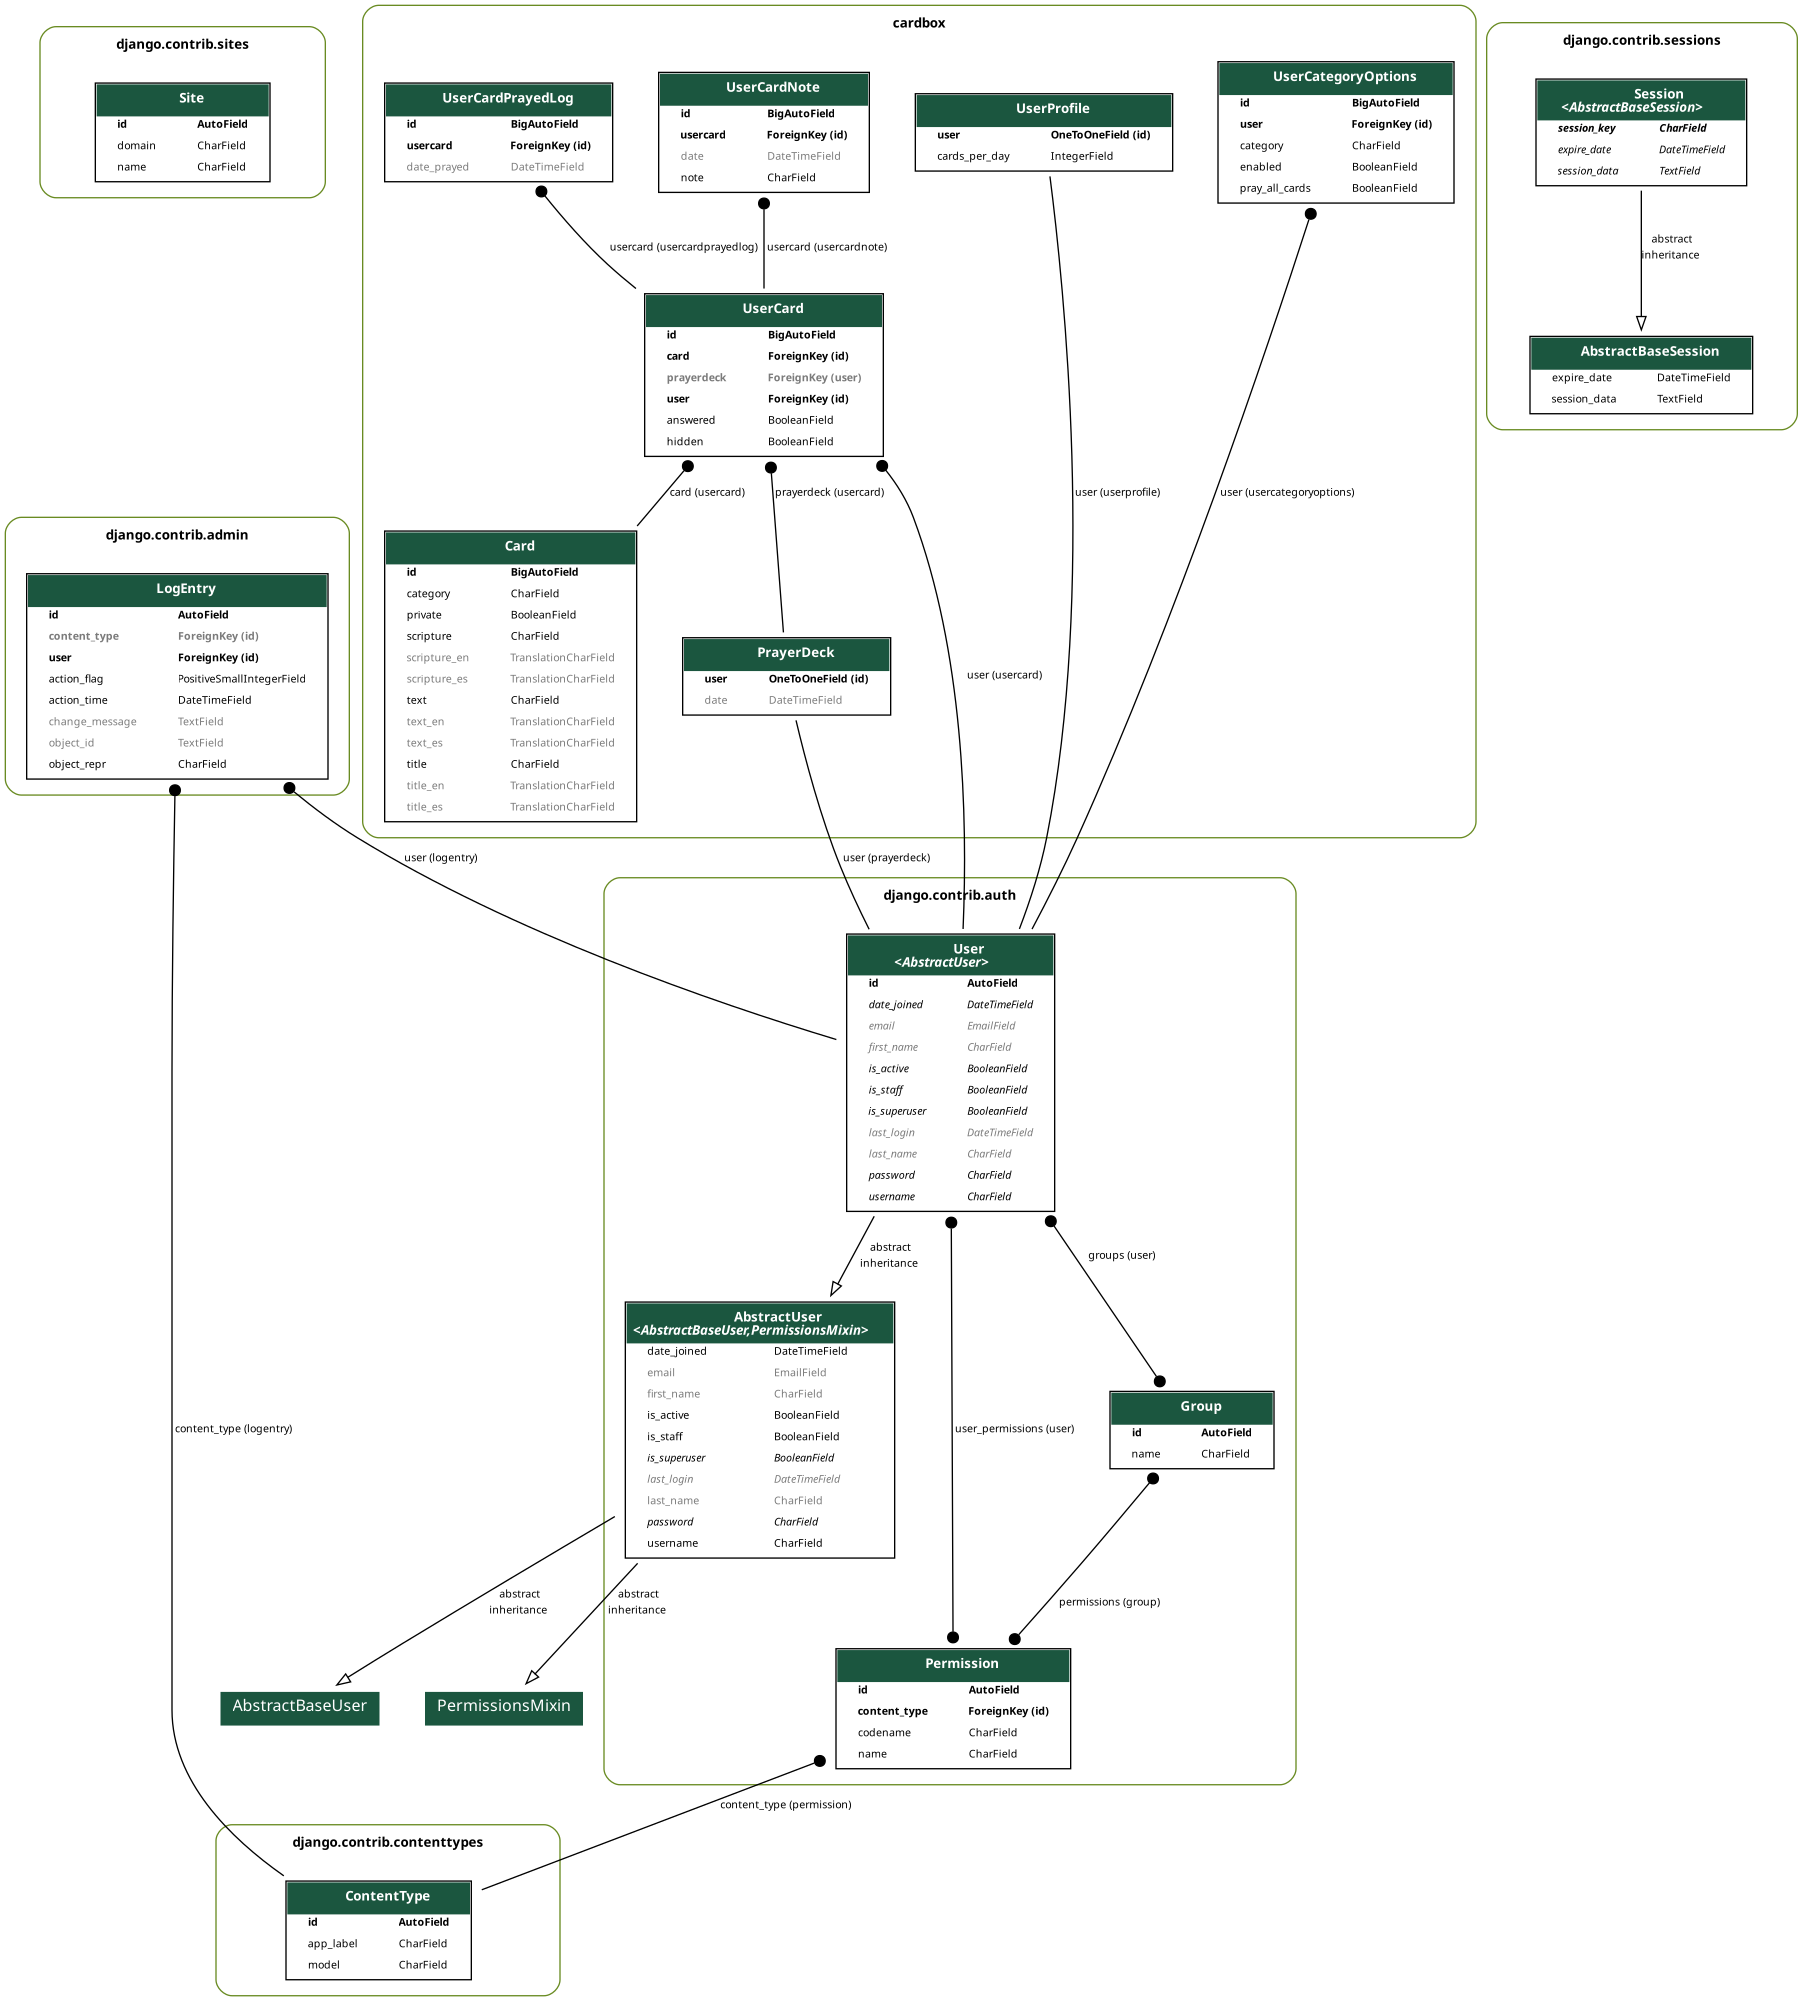 django.contrib.sites
Site
id AutoField
domain CharField
name CharField
cardbox
UserCardPrayedLog
id BigAutoField
usercard ForeignKey (id)
date_prayed DateTimeField
UserCardNote
id BigAutoField
usercard ForeignKey (id)
date DateTimeField
note CharField
UserProfile
user OneToOneField (id)
cards_per_day IntegerField
UserCategoryOptions
id BigAutoField
user ForeignKey (id)
category CharField
enabled BooleanField
pray_all_cards BooleanField
django.contrib.sessions
Session
<AbstractBaseSession>
session_key CharField
expire_date DateTimeField
session_data TextField
abstract
inheritance
AbstractBaseSession
expire_date DateTimeField
session_data TextField
usercard (usercardprayedlog)
usercard (usercardnote)
UserCard
id BigAutoField
card ForeignKey (id)
prayerdeck ForeignKey (user)
user ForeignKey (id)
answered BooleanField
hidden BooleanField
card (usercard)
prayerdeck (usercard)
user (userprofile)
user (usercategoryoptions)
django.contrib.admin
LogEntry
id AutoField
content_type ForeignKey (id)
user ForeignKey (id)
action_flag PositiveSmallIntegerField
action_time DateTimeField
change_message TextField
object_id TextField
object_repr CharField
Card
id BigAutoField
category CharField
private BooleanField
scripture CharField
scripture_en TranslationCharField
scripture_es TranslationCharField
text CharField
text_en TranslationCharField
text_es TranslationCharField
title CharField
title_en TranslationCharField
title_es TranslationCharField
PrayerDeck
user OneToOneField (id)
date DateTimeField
user (usercard)
user (logentry)
user (prayerdeck)
django.contrib.auth
User
<AbstractUser>
id AutoField
date_joined DateTimeField
email EmailField
first_name CharField
is_active BooleanField
is_staff BooleanField
is_superuser BooleanField
last_login DateTimeField
last_name CharField
password CharField
username CharField
abstract
inheritance
groups (user)
AbstractUser
<AbstractBaseUser,PermissionsMixin>
date_joined DateTimeField
email EmailField
first_name CharField
is_active BooleanField
is_staff BooleanField
is_superuser BooleanField
last_login DateTimeField
last_name CharField
password CharField
username CharField
content_type (logentry)
user_permissions (user)
Group
id AutoField
name CharField
abstract
inheritance
abstract
inheritance
permissions (group)
AbstractBaseUser
PermissionsMixin
Permission
id AutoField
content_type ForeignKey (id)
codename CharField
name CharField
content_type (permission)
django.contrib.contenttypes
ContentType
id AutoField
app_label CharField
model CharField